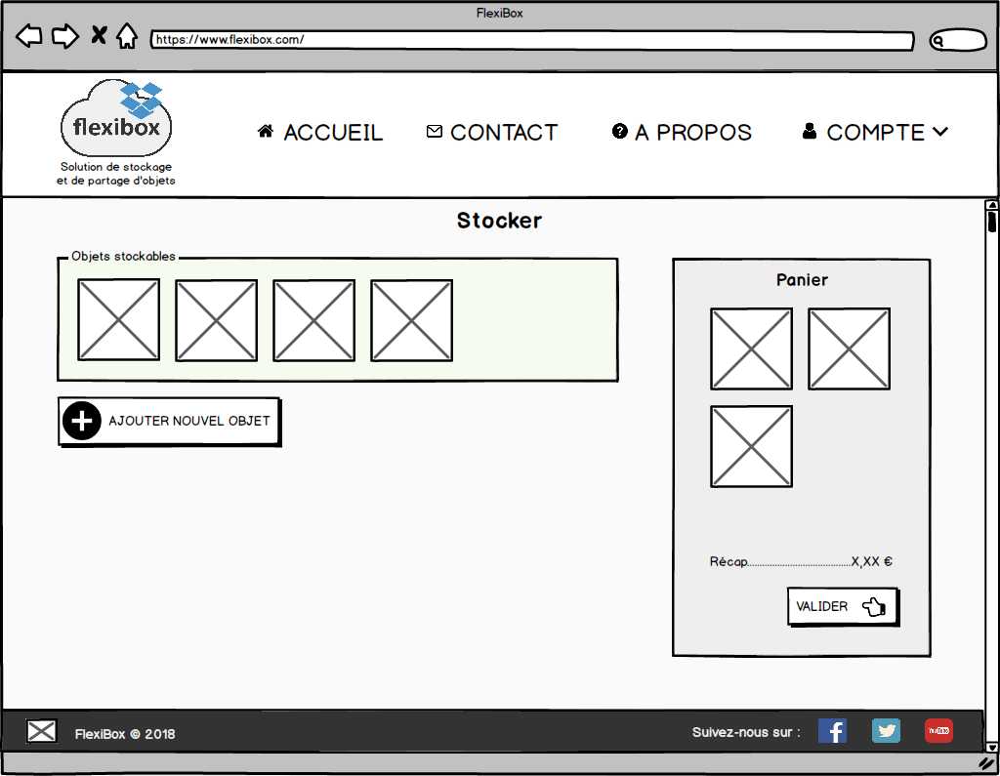 FlexiBox
https://www.flexibox.com/
flexibox
Solution de stockage
et de partage d'objets
ACCUEIL
CONTACT
A PROPOS
COMPTE
Stocker
Objets stockables
AJOUTER NOUVEL OBJET
Panier
Récap..........................................X,XX €
VALIDER
FlexiBox © 2018
Suivez-nous sur :
YouTube